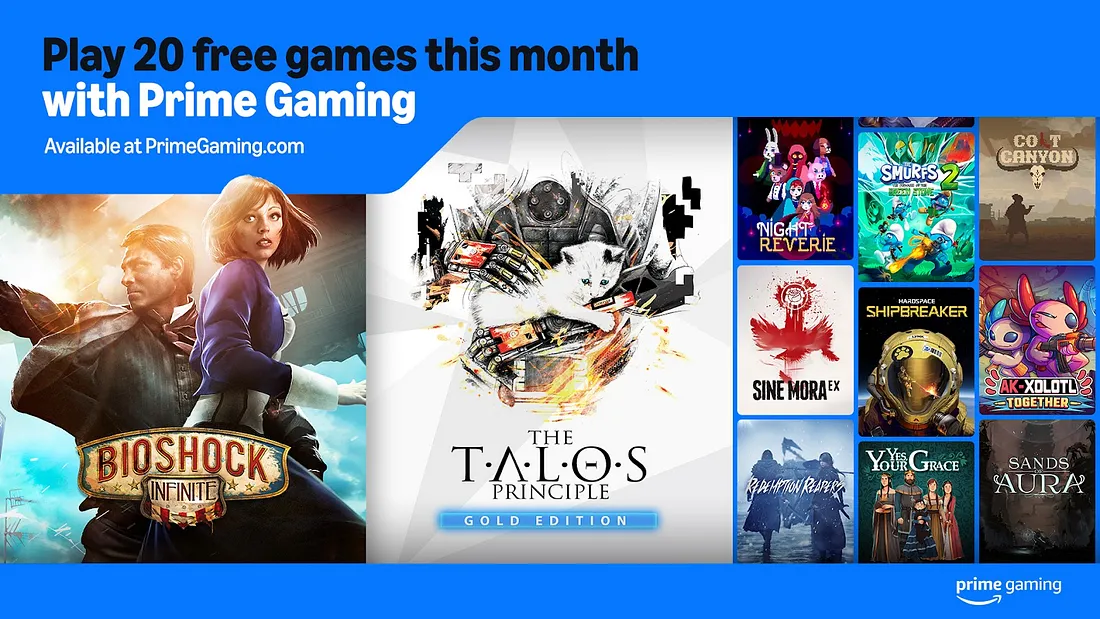 Play 20 free games this month
with Prime Gaming
Available at PrimeGaming.com
BIOSHOCK
INFINITE
THE
T·A·L·O·S
PRINCIPLE
GOLD EDITION
NIGHT
REVERIE
SMURFS 2
COLT
CANYON
SINE MORA EX
HARDSPACE
SHIPBREAKER
AK-XOLOTL
TOGETHER
REDEMPTION REAPERS
YES,
YOUR GRACE
SANDS
OF
AURA
prime gaming